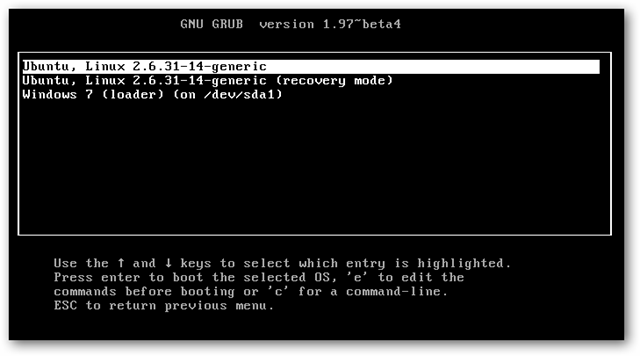 GNU GRUB  version 1.97~beta4
Ubuntu, Linux 2.6.31-14-generic
Ubuntu, Linux 2.6.31-14-generic (recovery mode)
Windows 7 (loader) (on /dev/sda1)
Use the ↑ and ↓ keys to select which entry is highlighted.
Press enter to boot the selected OS, 'e' to edit the
commands before booting or 'c' for a command-line.
ESC to return previous menu.